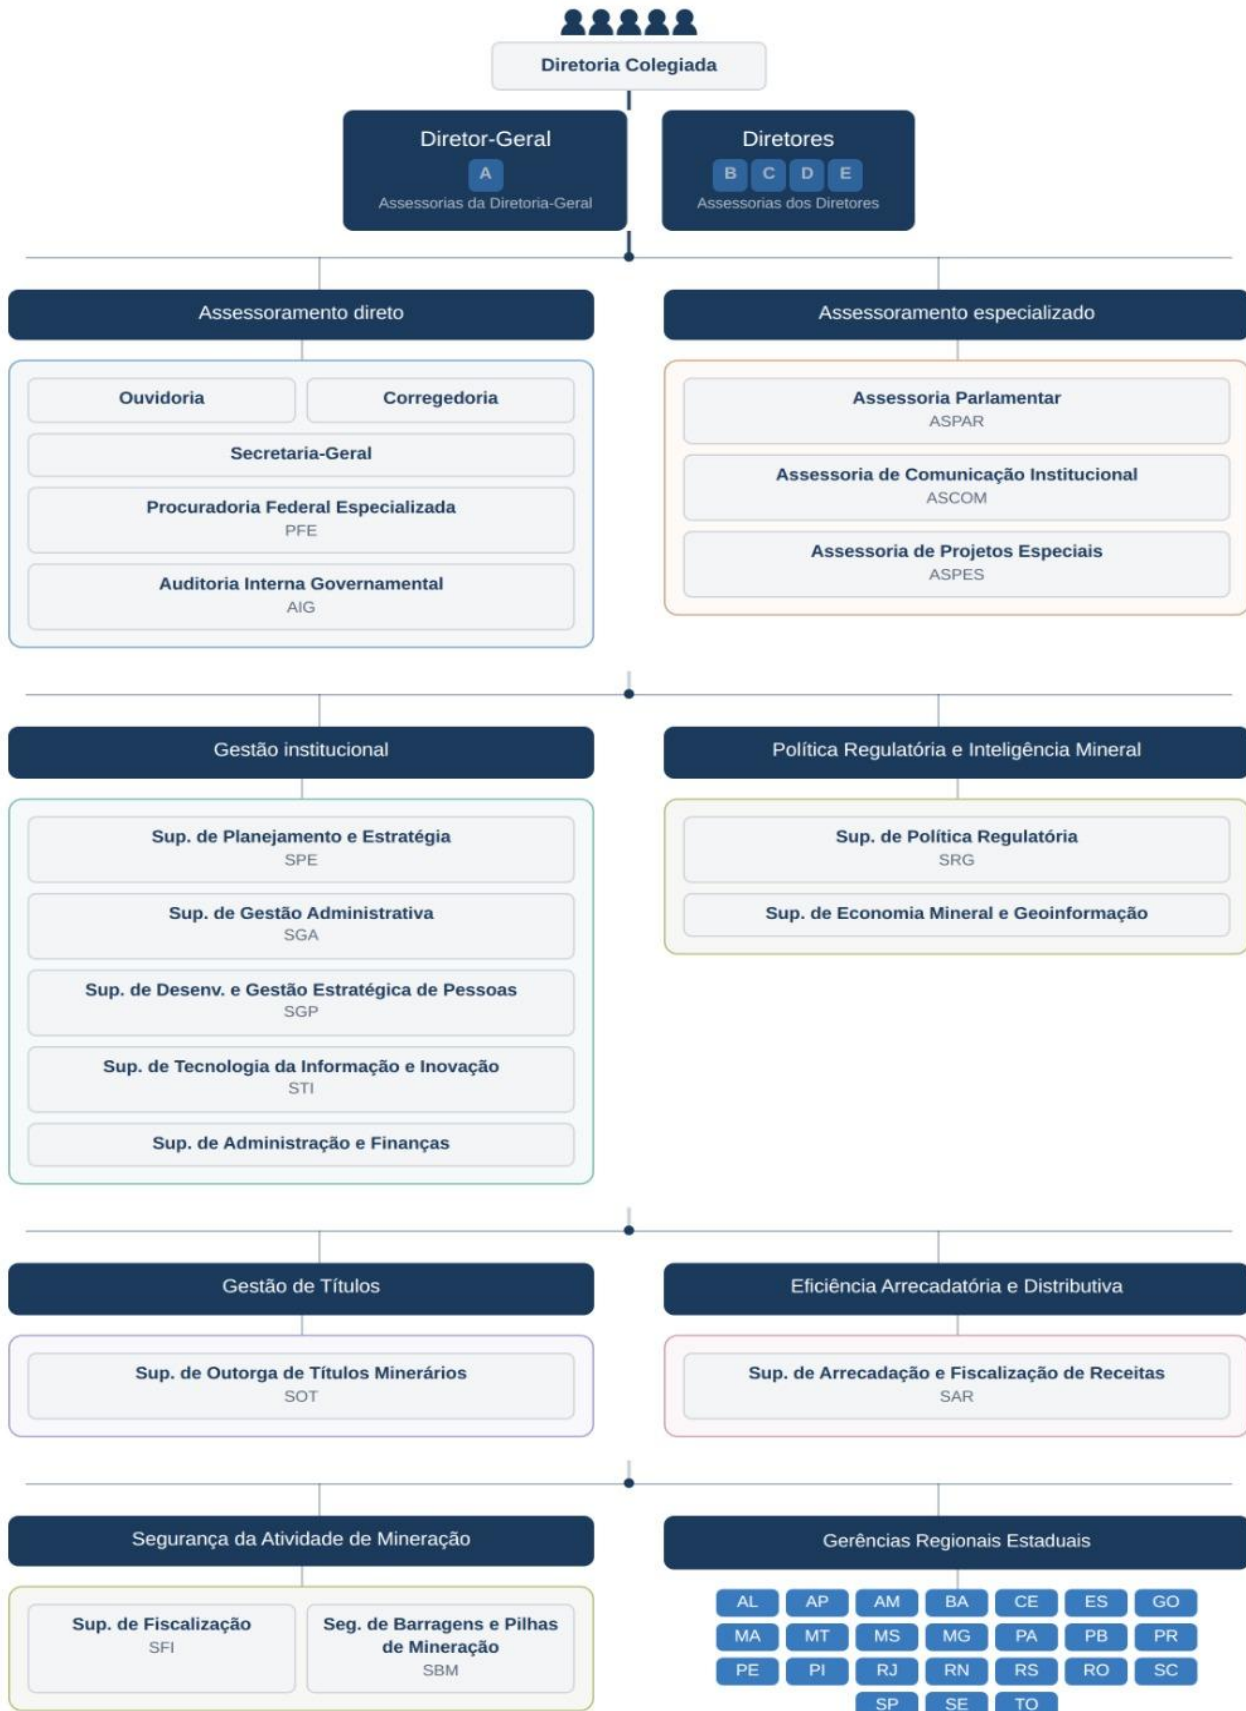 Diretoria Colegiada
Diretor-Geral
A
Assessorias da Diretoria-Geral
Diretores
B C D E
Assessorias dos Diretores
Assessoramento direto
Ouvidoria
Corregedoria
Secretaria-Geral
Procuradoria Federal Especializada
PFE
Auditoria Interna Governamental
AIG
Assessoramento especializado
Assessoria Parlamentar
ASPAR
Assessoria de Comunicação Institucional
ASCOM
Assessoria de Projetos Especiais
ASPES
Gestão institucional
Sup. de Planejamento e Estratégia
SPE
Sup. de Gestão Administrativa
SGA
Sup. de Desenv. e Gestão Estratégica de Pessoas
SGP
Sup. de Tecnologia da Informação e Inovação
STI
Sup. de Administração e Finanças
Política Regulatória e Inteligência Mineral
Sup. de Política Regulatória
SRG
Sup. de Economia Mineral e Geoinformação
Gestão de Títulos
Sup. de Outorga de Títulos Minerários
SOT
Eficiência Arrecadatória e Distributiva
Sup. de Arrecadação e Fiscalização de Receitas
SAR
Segurança da Atividade de Mineração
Sup. de Fiscalização
SFI
Seg. de Barragens e Pilhas
de Mineração
SBM
Gerências Regionais Estaduais
AL AP AM BA CE ES GO
MA MT MS MG PA PB PR
PE PI RJ RN RS RO SC
SP SE TO